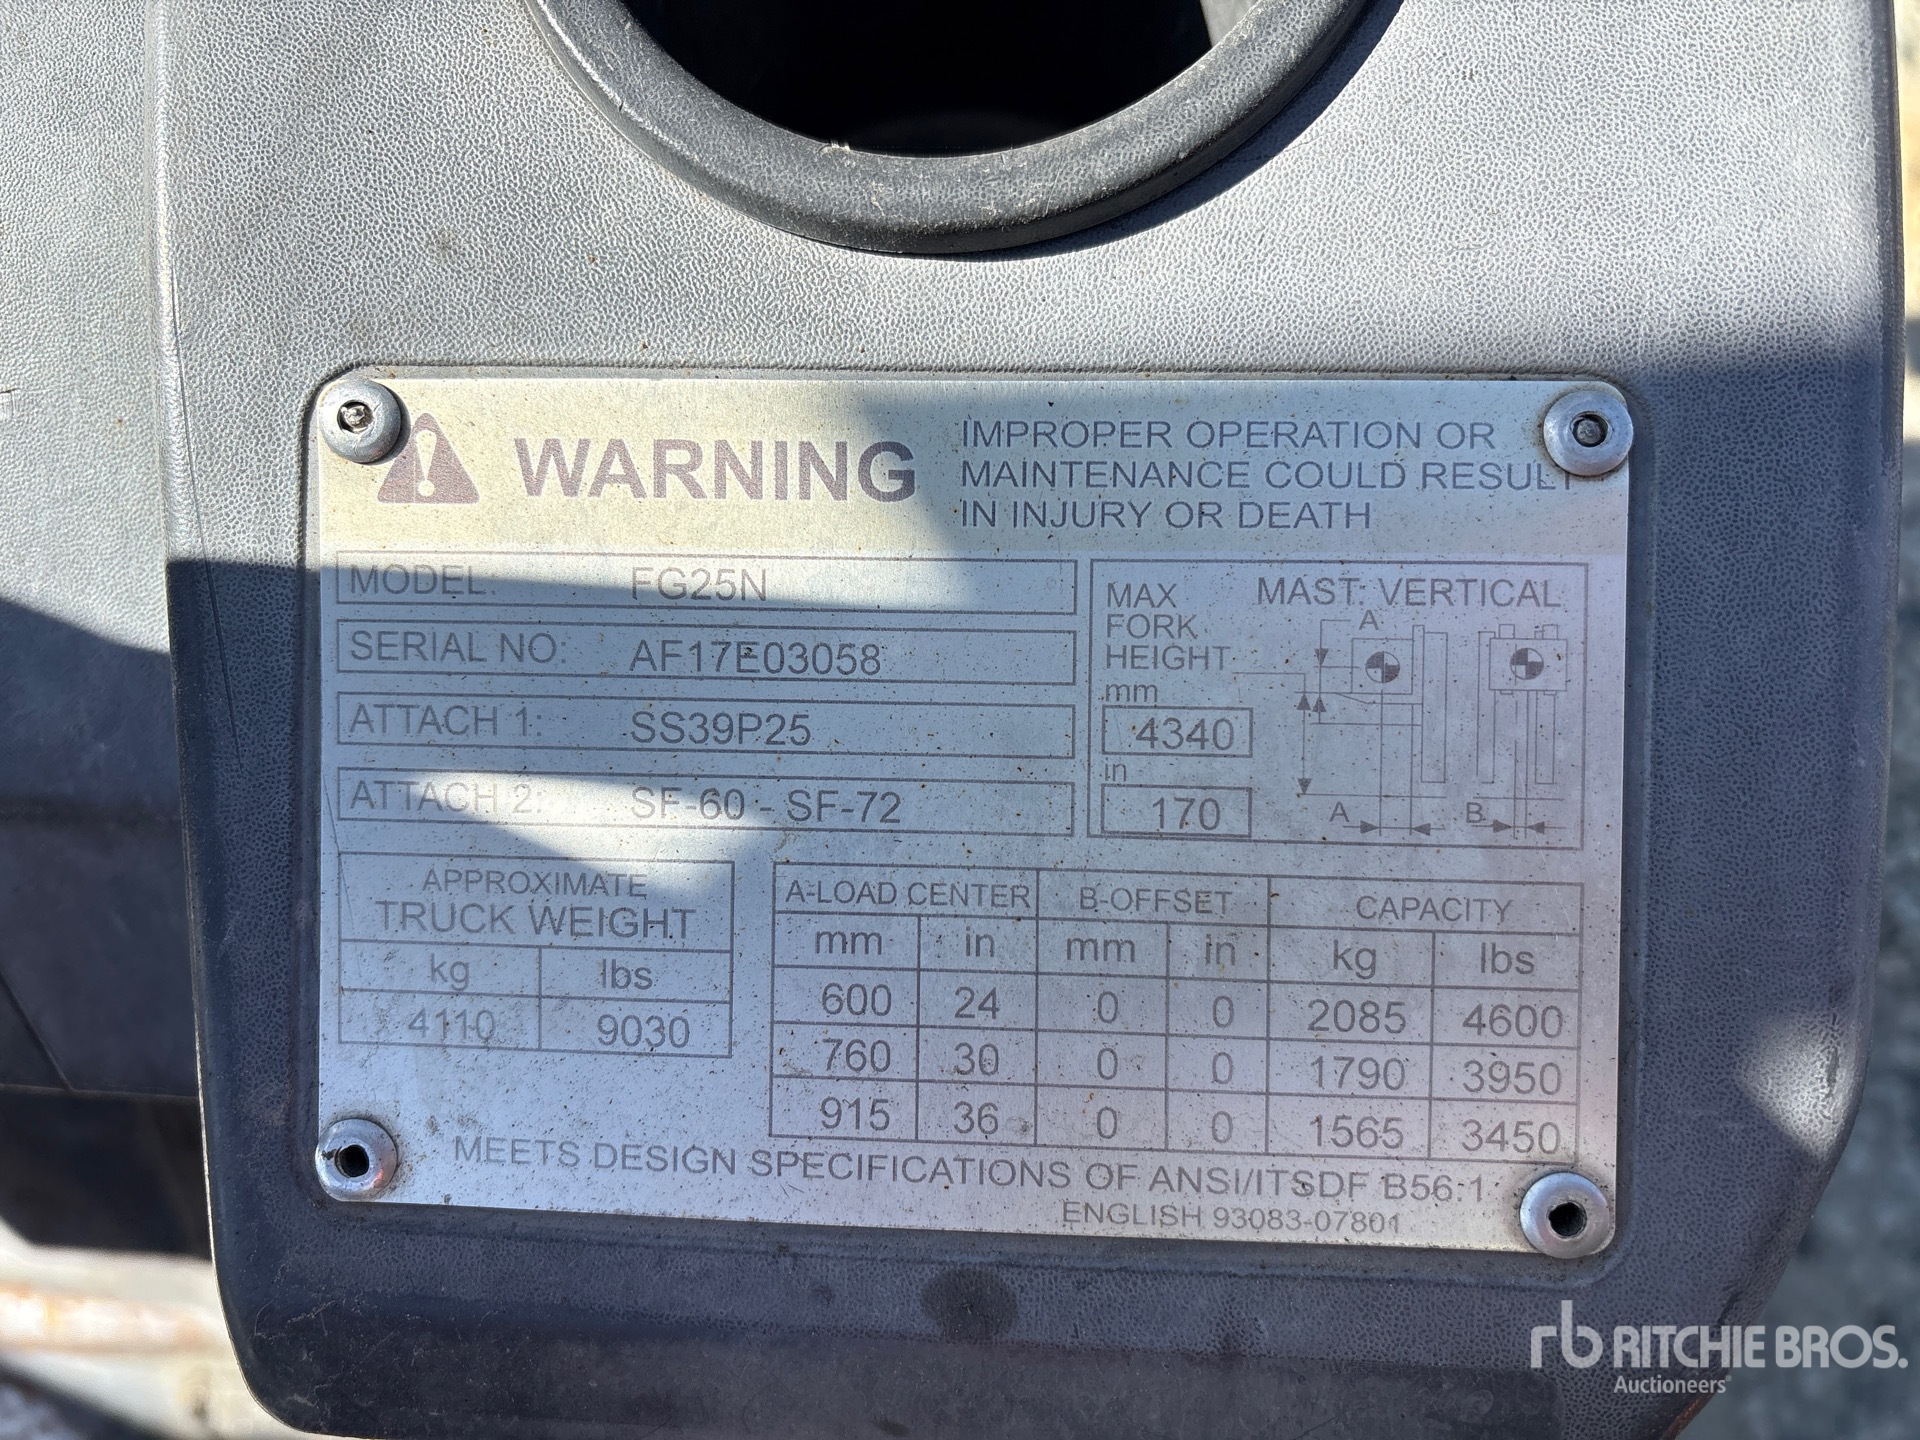 WARNING
IMPROPER OPERATION OR
MAINTENANCE COULD RESULT
IN INJURY OR DEATH
MODEL: FG25N
SERIAL NO: AF17E03058
ATTACH 1: SS39P25
ATTACH 2: SF-60 - SF-72
MAX
FORK
HEIGHT
mm
4340
in
170
MAST: VERTICAL
A
A
B
APPROXIMATE
TRUCK WEIGHT
kg lbs
4110 9030
A-LOAD CENTER B-OFFSET CAPACITY
mm in mm in kg lbs
600 24 0 0 2085 4600
760 30 0 0 1790 3950
915 36 0 0 1565 3450
MEETS DESIGN SPECIFICATIONS OF ANSI/ITSDF B56.1
ENGLISH 93083-07801
rb RITCHIE BROS.
Auctioneers